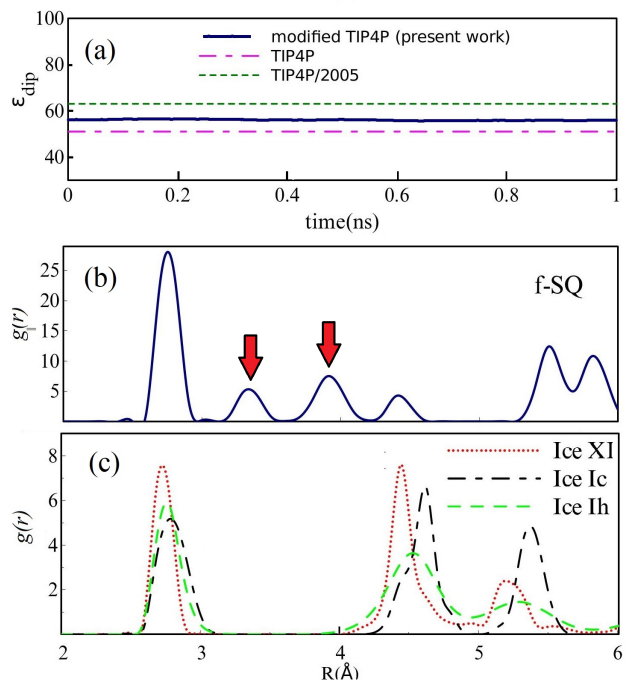 100
80
60
40
ε_dip
(a)
modified TIP4P (present work)
TIP4P
TIP4P/2005
0 0.2 0.4 0.6 0.8 1
time(ns)
25
20
15
10
5
g_∥(r)
(b)
f-SQ
8
6
4
2
g(r)
(c)
Ice XI
Ice Ic
Ice Ih
2 3 4 5 6
R(Å)